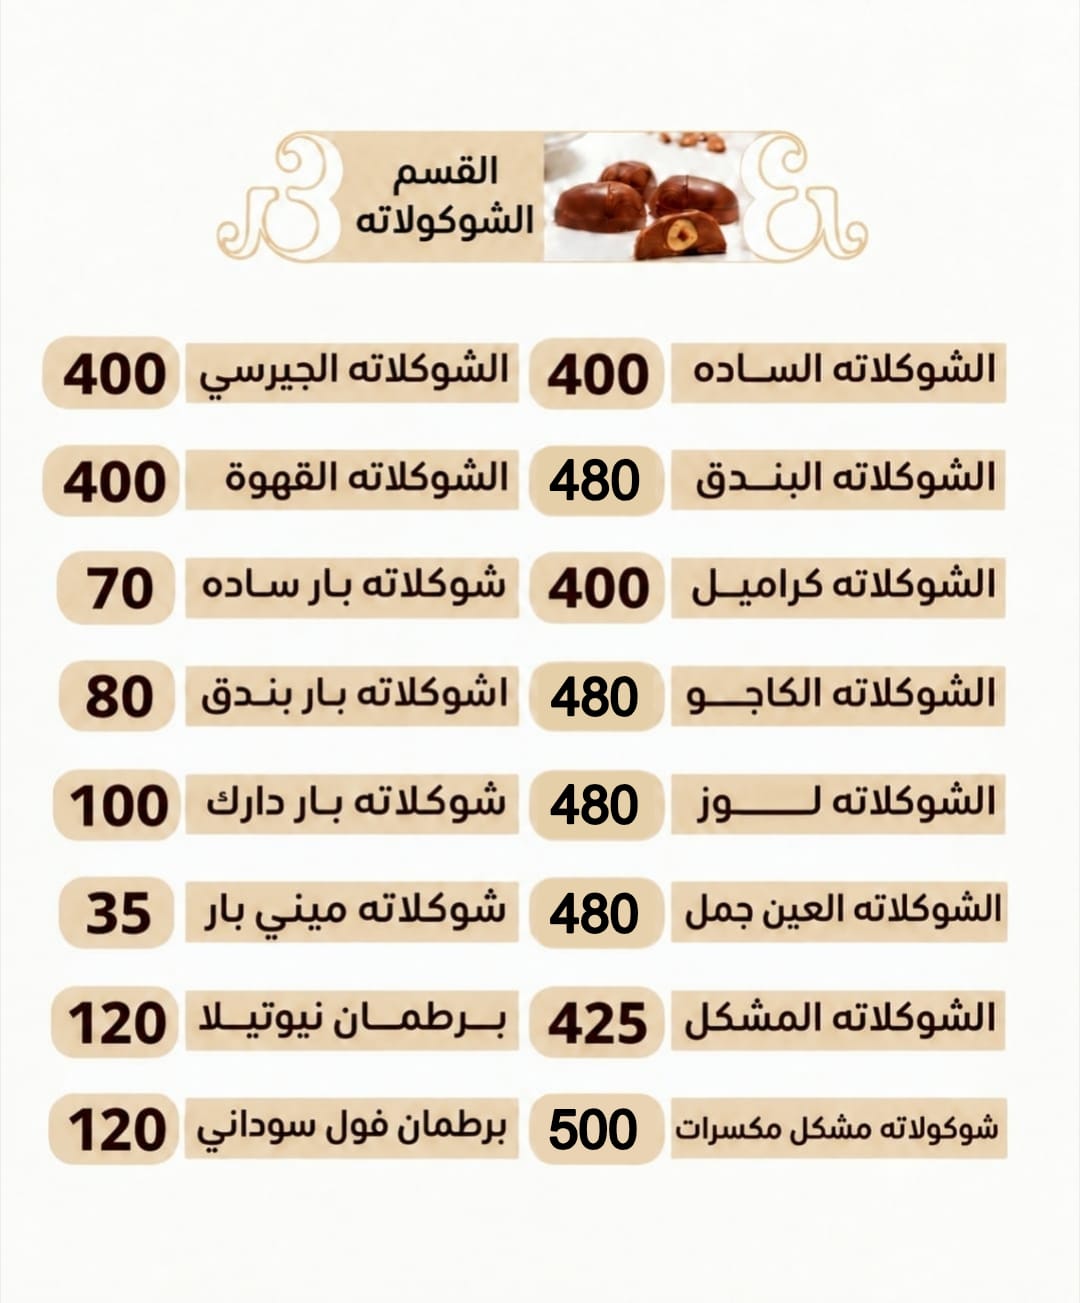 القسم
الشوكولاته
الشوكلاته الساده 400
الشوكلاته الجيرسي 400
الشوكلاته البندق 480
الشوكلاته القهوة 400
الشوكلاته كراميل 400
شوكلاته بار ساده 70
الشوكلاته الكاجو 480
اشوكلاته بار بندق 80
الشوكلاته لوز 480
شوكلاته بار دارك 100
الشوكلاته العين جمل 480
شوكلاته ميني بار 35
الشوكلاته المشكل 425
برطمان نيوتيلا 120
شوكولاته مشكل مكسرات 500
برطمان فول سوداني 120